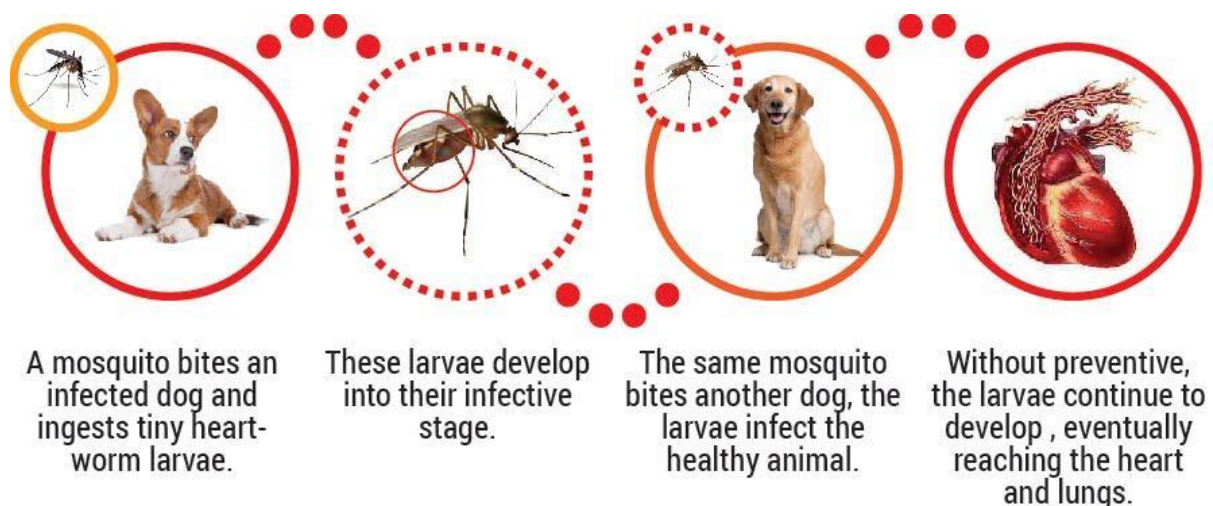 A mosquito bites an
infected dog and
ingests tiny heart-
worm larvae.
These larvae develop
into their infective
stage.
The same mosquito
bites another dog, the
larvae infect the
healthy animal.
Without preventive,
the larvae continue to
develop , eventually
reaching the heart
and lungs.